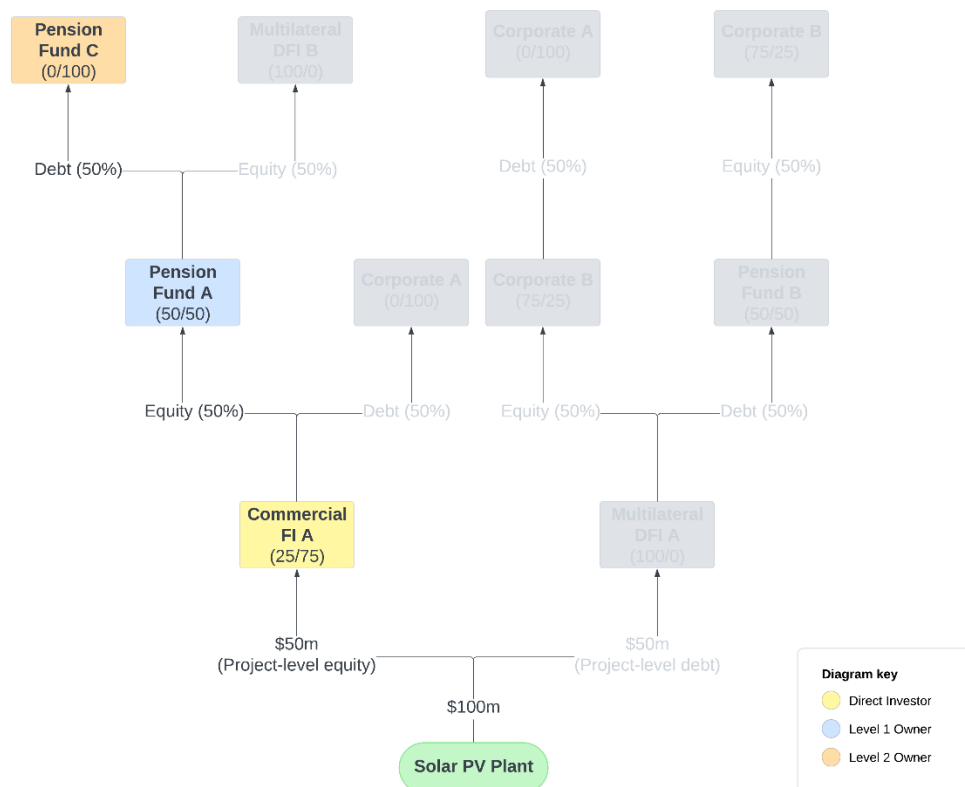 Pension
Fund C
(0/100)
Multilateral
DFI B
(100/0)
Corporate A
(0/100)
Corporate B
(75/25)
Debt (50%)
Equity (50%)
Debt (50%)
Equity (50%)
Pension
Fund A
(50/50)
Corporate A
(0/100)
Corporate B
(75/25)
Pension
Fund B
(50/50)
Equity (50%)
Debt (50%)
Equity (50%)
Debt (50%)
Commercial
FI A
(25/75)
Multilateral
DFI A
(100/0)
$50m
(Project-level equity)
$50m
(Project-level debt)
$100m
Solar PV Plant
Diagram key
Direct Investor
Level 1 Owner
Level 2 Owner